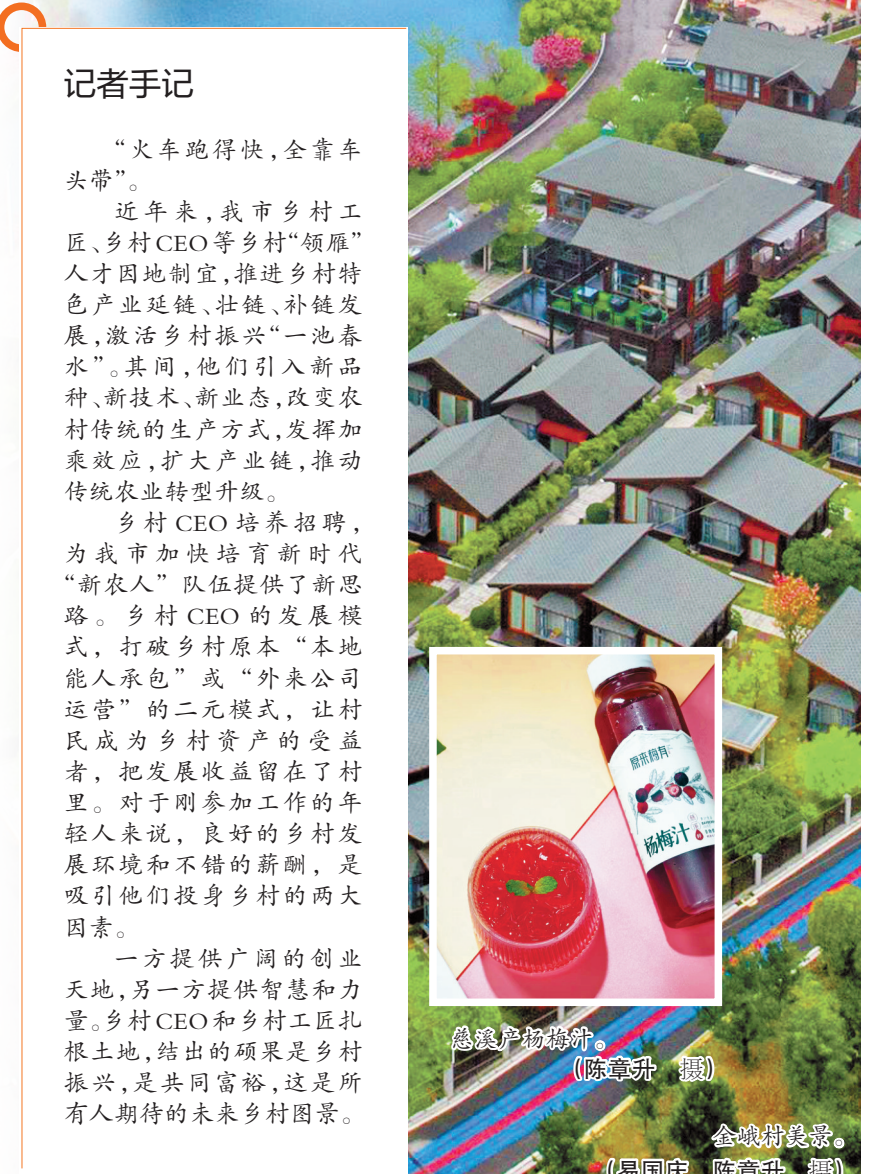 记者手记
“火车跑得快,全靠车
头带”。
近年来,我市乡村工
匠、乡村CEO等乡村“领雁”
人才因地制宜,推进乡村特
色产业延链、壮链、补链发
展,激活乡村振兴“一池春
水”。其间,他们引入新品
种、新技术、新业态,改变农
村传统的生产方式,发挥加
乘效应,扩大产业链,推动
传统农业转型升级。
乡村CEO培养招聘,
为我市加快培育新时代
“新农人”队伍提供了新思
路。乡村CEO的发展模
式，打破乡村原本“本地
能人承包”或“外来公司
运营”的二元模式，让村
民成为乡村资产的受益
者，把发展收益留在了村
里。对于刚参加工作的年
轻人来说，良好的乡村发
展环境和不错的薪酬，是
吸引他们投身乡村的两大
因素。
一方提供广阔的创业
天地,另一方提供智慧和力
量。乡村CEO和乡村工匠扎
根土地,结出的硕果是乡村
振兴,是共同富裕,这是所
有人期待的未来乡村图景。
原来梅有
杨梅汁
慈溪产杨梅汁。
(陈章升 摄)
金峨村美景。
(易国庆 陈章升 摄)